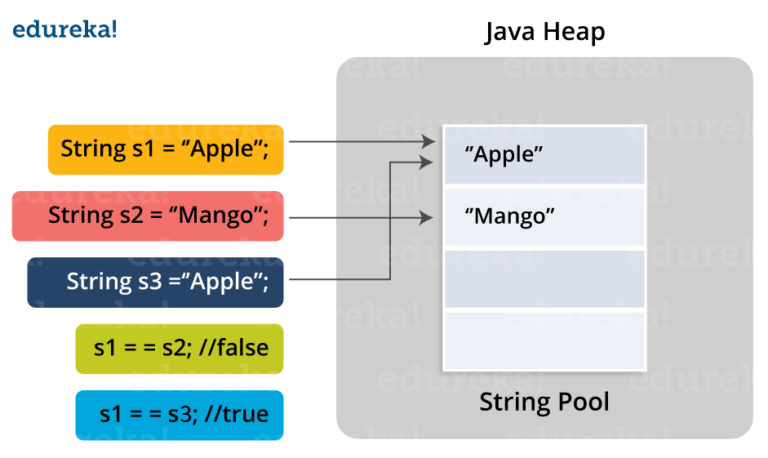 edureka!
Java Heap
String s1 = ”Apple”;
String s2 = ”Mango”;
String s3 =”Apple”;
s1 = = s2; //false
s1 = = s3; //true
”Apple”
”Mango”
String Pool